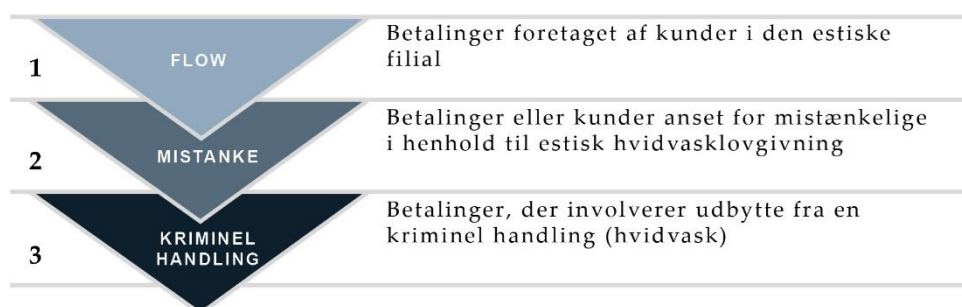 1
FLOW
Betalinger foretaget af kunder i den estiske
filial
2
MISTANKE
Betalinger eller kunder anset for mistænkelige
i henhold til estisk hvidvasklovgivning
3
KRIMINEL
HANDLING
Betalinger, der involverer udbytte fra en
kriminel handling (hvidvask)